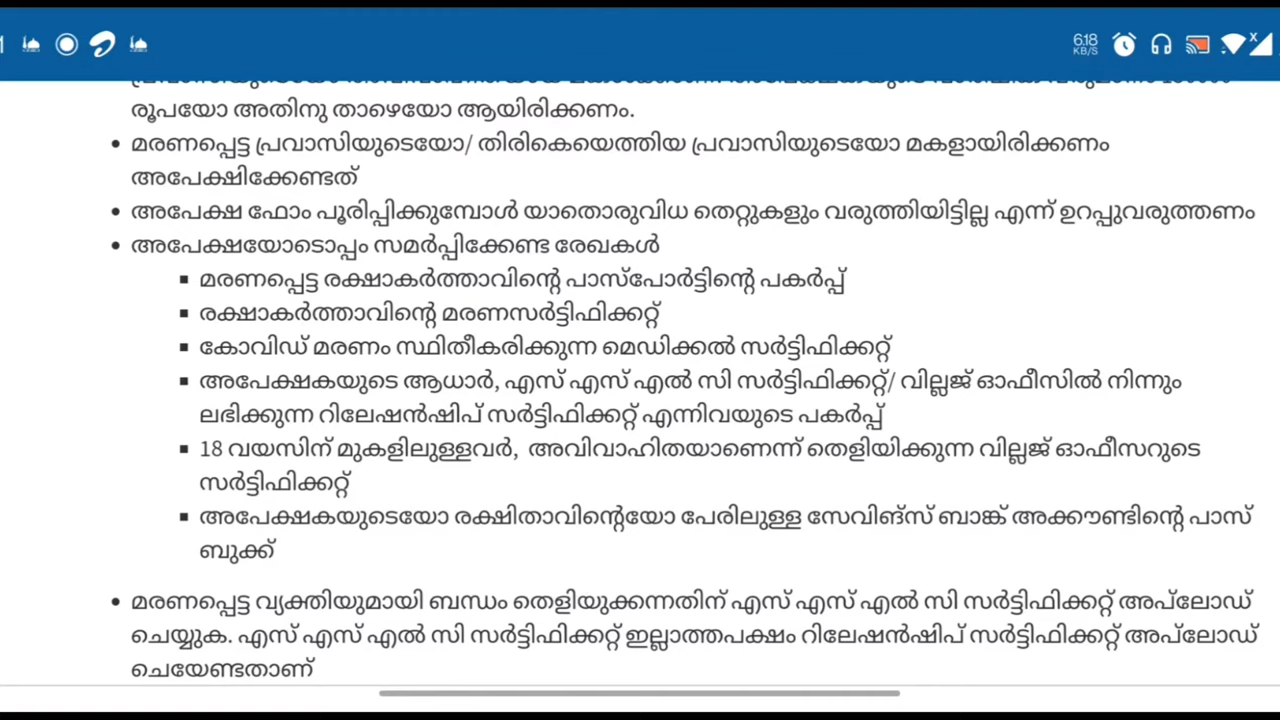 6.18
KB/S
രൂപയോ അതിനു താഴെയോ ആയിരിക്കണം.
• മരണപ്പെട്ട പ്രവാസിയുടെയോ/ തിരികെയെത്തിയ പ്രവാസിയുടെയോ മകളായിരിക്കണം
അപേക്ഷിക്കേണ്ടത്
• അപേക്ഷ ഫോം പൂരിപ്പിക്കുമ്പോൾ യാതൊരുവിധ തെറ്റുകളും വരുത്തിയിട്ടില്ല എന്ന് ഉറപ്പുവരുത്തണം
• അപേക്ഷയോടൊപ്പം സമർപ്പിക്കേണ്ട രേഖകൾ
▪ മരണപ്പെട്ട രക്ഷാകർത്താവിന്റെ പാസ്പോർട്ടിന്റെ പകർപ്പ്
▪ രക്ഷാകർത്താവിന്റെ മരണസർട്ടിഫിക്കറ്റ്
▪ കോവിഡ് മരണം സ്ഥിതീകരിക്കുന്ന മെഡിക്കൽ സർട്ടിഫിക്കറ്റ്
▪ അപേക്ഷകയുടെ ആധാർ, എസ് എസ് എൽ സി സർട്ടിഫിക്കറ്റ്/ വില്ലജ് ഓഫീസിൽ നിന്നും
ലഭിക്കുന്ന റിലേഷൻഷിപ് സർട്ടിഫിക്കറ്റ് എന്നിവയുടെ പകർപ്പ്
▪ 18 വയസിന് മുകളിലുള്ളവർ, അവിവാഹിതയാണെന്ന് തെളിയിക്കുന്ന വില്ലജ് ഓഫീസറുടെ
സർട്ടിഫിക്കറ്റ്
▪ അപേക്ഷകയുടെയോ രക്ഷിതാവിന്റെയോ പേരിലുള്ള സേവിങ്സ് ബാങ്ക് അക്കൗണ്ടിന്റെ പാസ്
ബുക്ക്
• മരണപ്പെട്ട വ്യക്തിയുമായി ബന്ധം തെളിയുക്കന്നതിന് എസ് എസ് എൽ സി സർട്ടിഫിക്കറ്റ് അപ്‌ലോഡ്
ചെയ്യുക. എസ് എസ് എൽ സി സർട്ടിഫിക്കറ്റ് ഇല്ലാത്തപക്ഷം റിലേഷൻഷിപ് സർട്ടിഫിക്കറ്റ് അപ്‌ലോഡ്
ചെയേണ്ടതാണ്